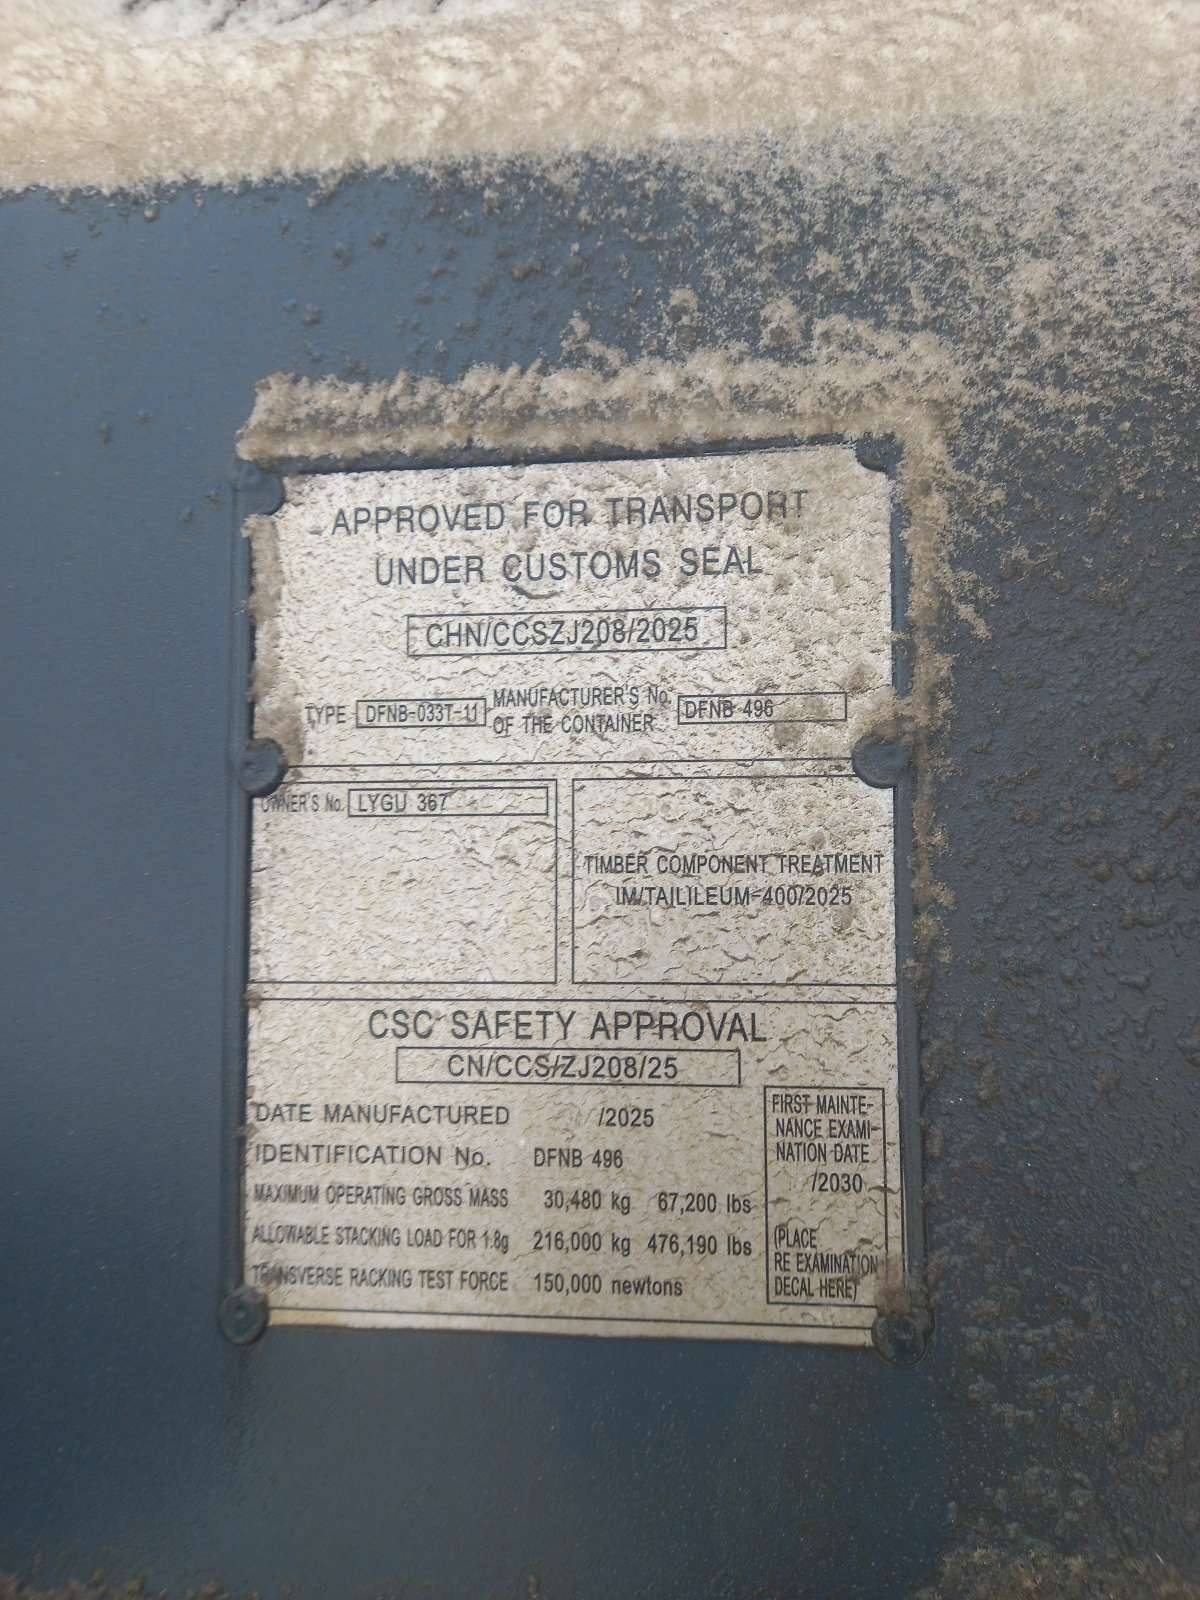 APPROVED FOR TRANSPORT
UNDER CUSTOMS SEAL
CHN/CCSZJ208/2025
TYPE DFNB-033T-11 MANUFACTURER'S No. OF THE CONTAINER DFNB 496
OWNER'S No. LYGU 367
TIMBER COMPONENT TREATMENT
IM/TAILILEUM-400/2025
CSC SAFETY APPROVAL
CN/CCS/ZJ208/25
DATE MANUFACTURED /2025
IDENTIFICATION No. DFNB 496
MAXIMUM OPERATING GROSS MASS 30,480 kg 67,200 lbs
ALLOWABLE STACKING LOAD FOR 1.8g 216,000 kg 476,190 lbs
TRANSVERSE RACKING TEST FORCE 150,000 newtons
FIRST MAINTE-
NANCE EXAMI-
NATION DATE
/2030
(PLACE
RE EXAMINATION
DECAL HERE)